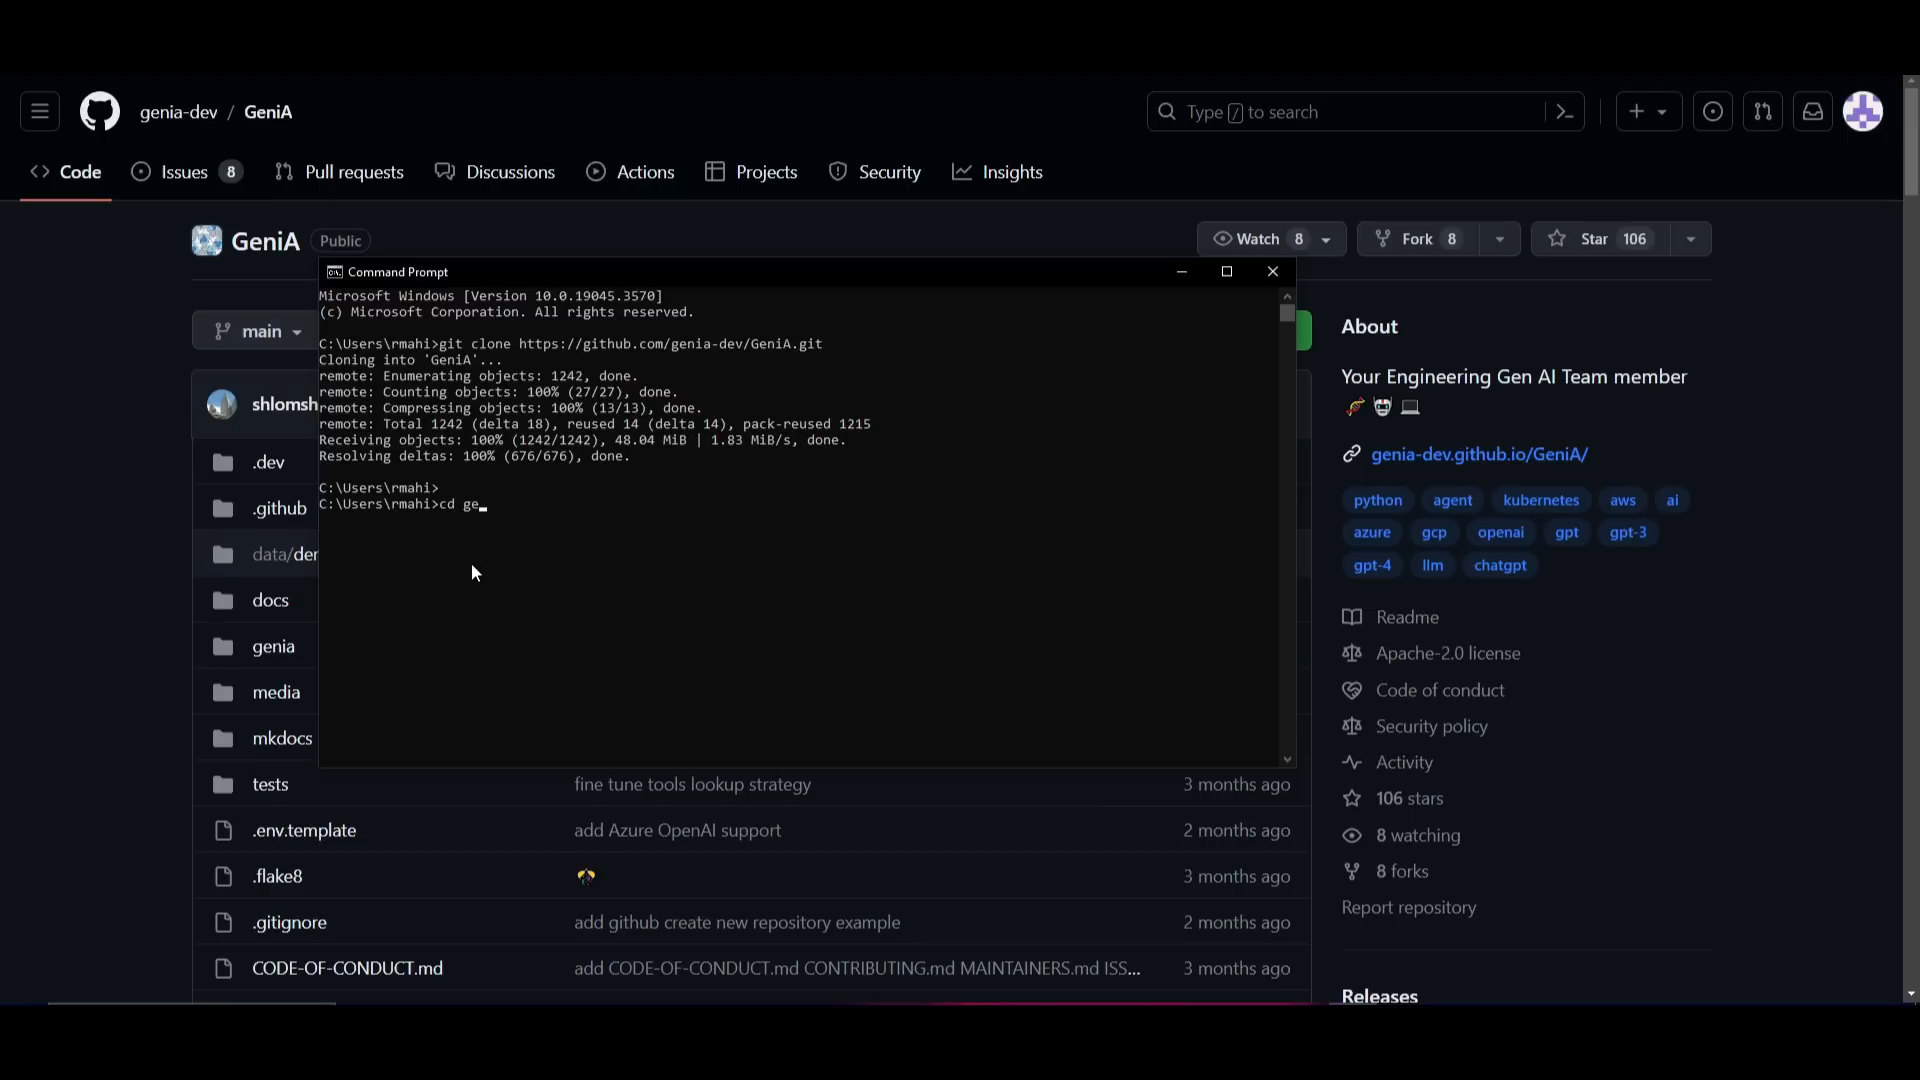 genia-dev / GeniA
Type / to search
Code
Issues 8
Pull requests
Discussions
Actions
Projects
Security
Insights
GeniA Public
Watch 8
Fork 8
Star 106
Command Prompt
Microsoft Windows [Version 10.0.19045.3570]
(c) Microsoft Corporation. All rights reserved.
C:\Users\rmahi>git clone https://github.com/genia-dev/GeniA.git
Cloning into 'GeniA'...
remote: Enumerating objects: 1242, done.
remote: Counting objects: 100% (27/27), done.
remote: Compressing objects: 100% (13/13), done.
remote: Total 1242 (delta 18), reused 14 (delta 14), pack-reused 1215
Receiving objects: 100% (1242/1242), 48.04 MiB | 1.83 MiB/s, done.
Resolving deltas: 100% (676/676), done.
C:\Users\rmahi>
C:\Users\rmahi>cd ge_
main
shlomsh
.dev
.github
data/der
docs
genia
media
mkdocs
tests fine tune tools lookup strategy 3 months ago
.env.template add Azure OpenAI support 2 months ago
.flake8 3 months ago
.gitignore add github create new repository example 2 months ago
CODE-OF-CONDUCT.md add CODE-OF-CONDUCT.md CONTRIBUTING.md MAINTAINERS.md ISS... 3 months ago
About
Your Engineering Gen AI Team member
genia-dev.github.io/GeniA/
python agent kubernetes aws ai
azure gcp openai gpt gpt-3
gpt-4 llm chatgpt
Readme
Apache-2.0 license
Code of conduct
Security policy
Activity
106 stars
8 watching
8 forks
Report repository
Releases